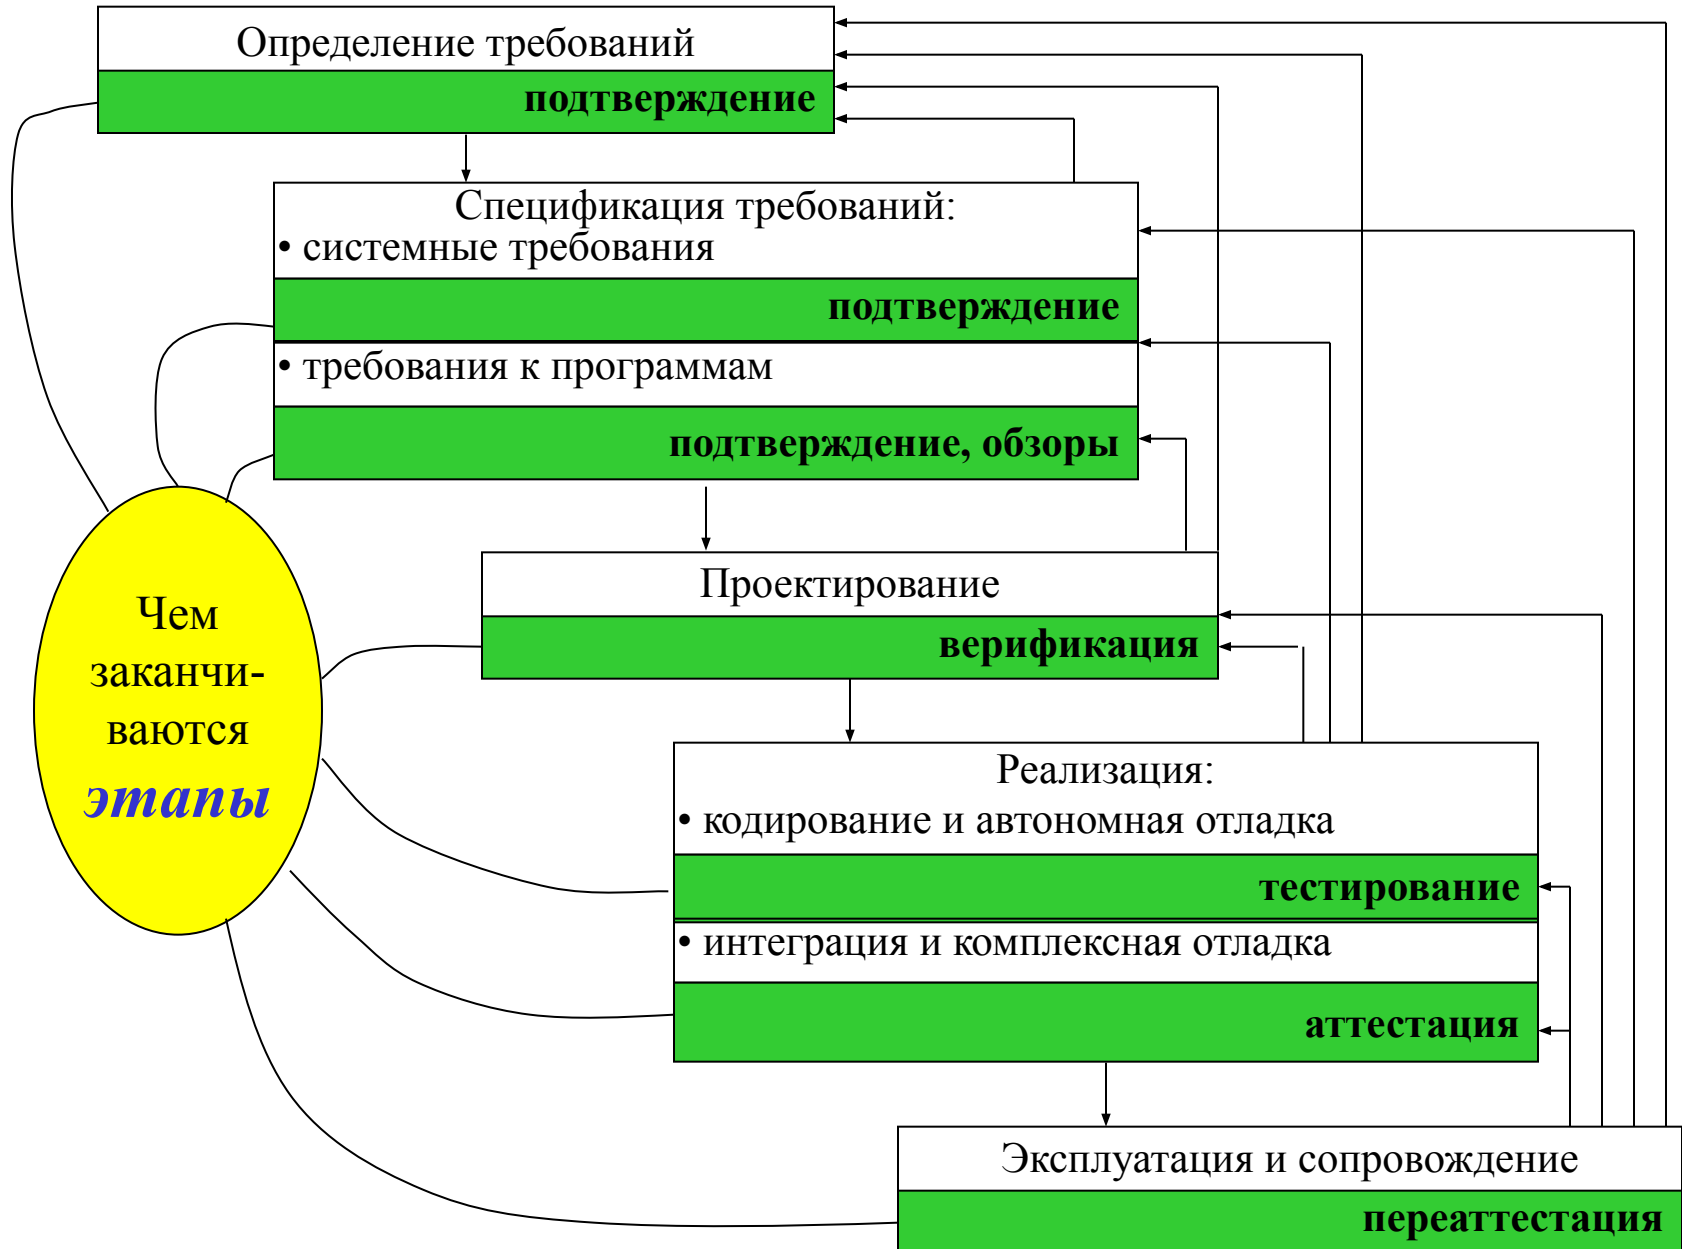 Определение требований
подтверждение
Спецификация требований:
• системные требования
подтверждение
• требования к программам
подтверждение, обзоры
Чем
заканчи-
ваются
этапы
Проектирование
верификация
Реализация:
• кодирование и автономная отладка
тестирование
• интеграция и комплексная отладка
аттестация
Эксплуатация и сопровождение
переаттестация